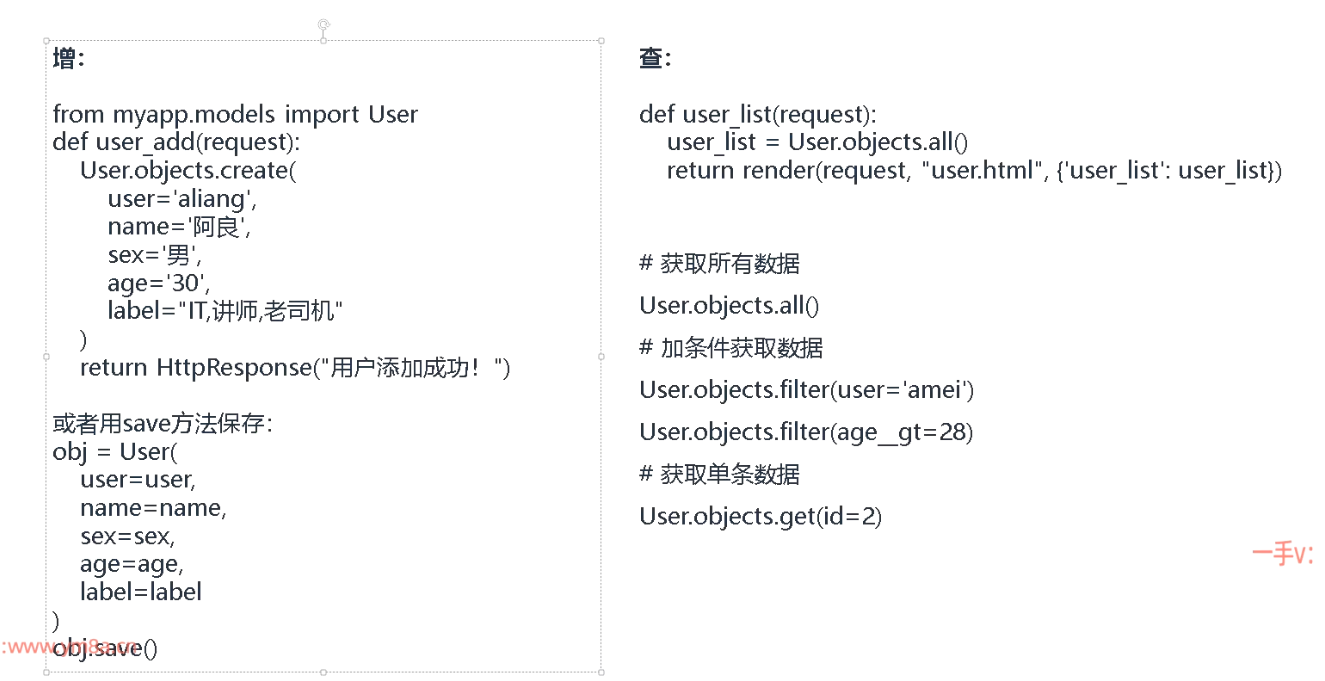 增：
from myapp.models import User
def user_add(request):
    User.objects.create(
        user='aliang',
        name='阿良',
        sex='男',
        age='30',
        label="IT,讲师,老司机"
    )
    return HttpResponse("用户添加成功！")
或者用save方法保存：
obj = User(
    user=user,
    name=name,
    sex=sex,
    age=age,
    label=label
)
obj.save()
:www.ym8a.cn
查：
def user_list(request):
    user_list = User.objects.all()
    return render(request, "user.html", {'user_list': user_list})
# 获取所有数据
User.objects.all()
# 加条件获取数据
User.objects.filter(user='amei')
User.objects.filter(age__gt=28)
# 获取单条数据
User.objects.get(id=2)
一手v: